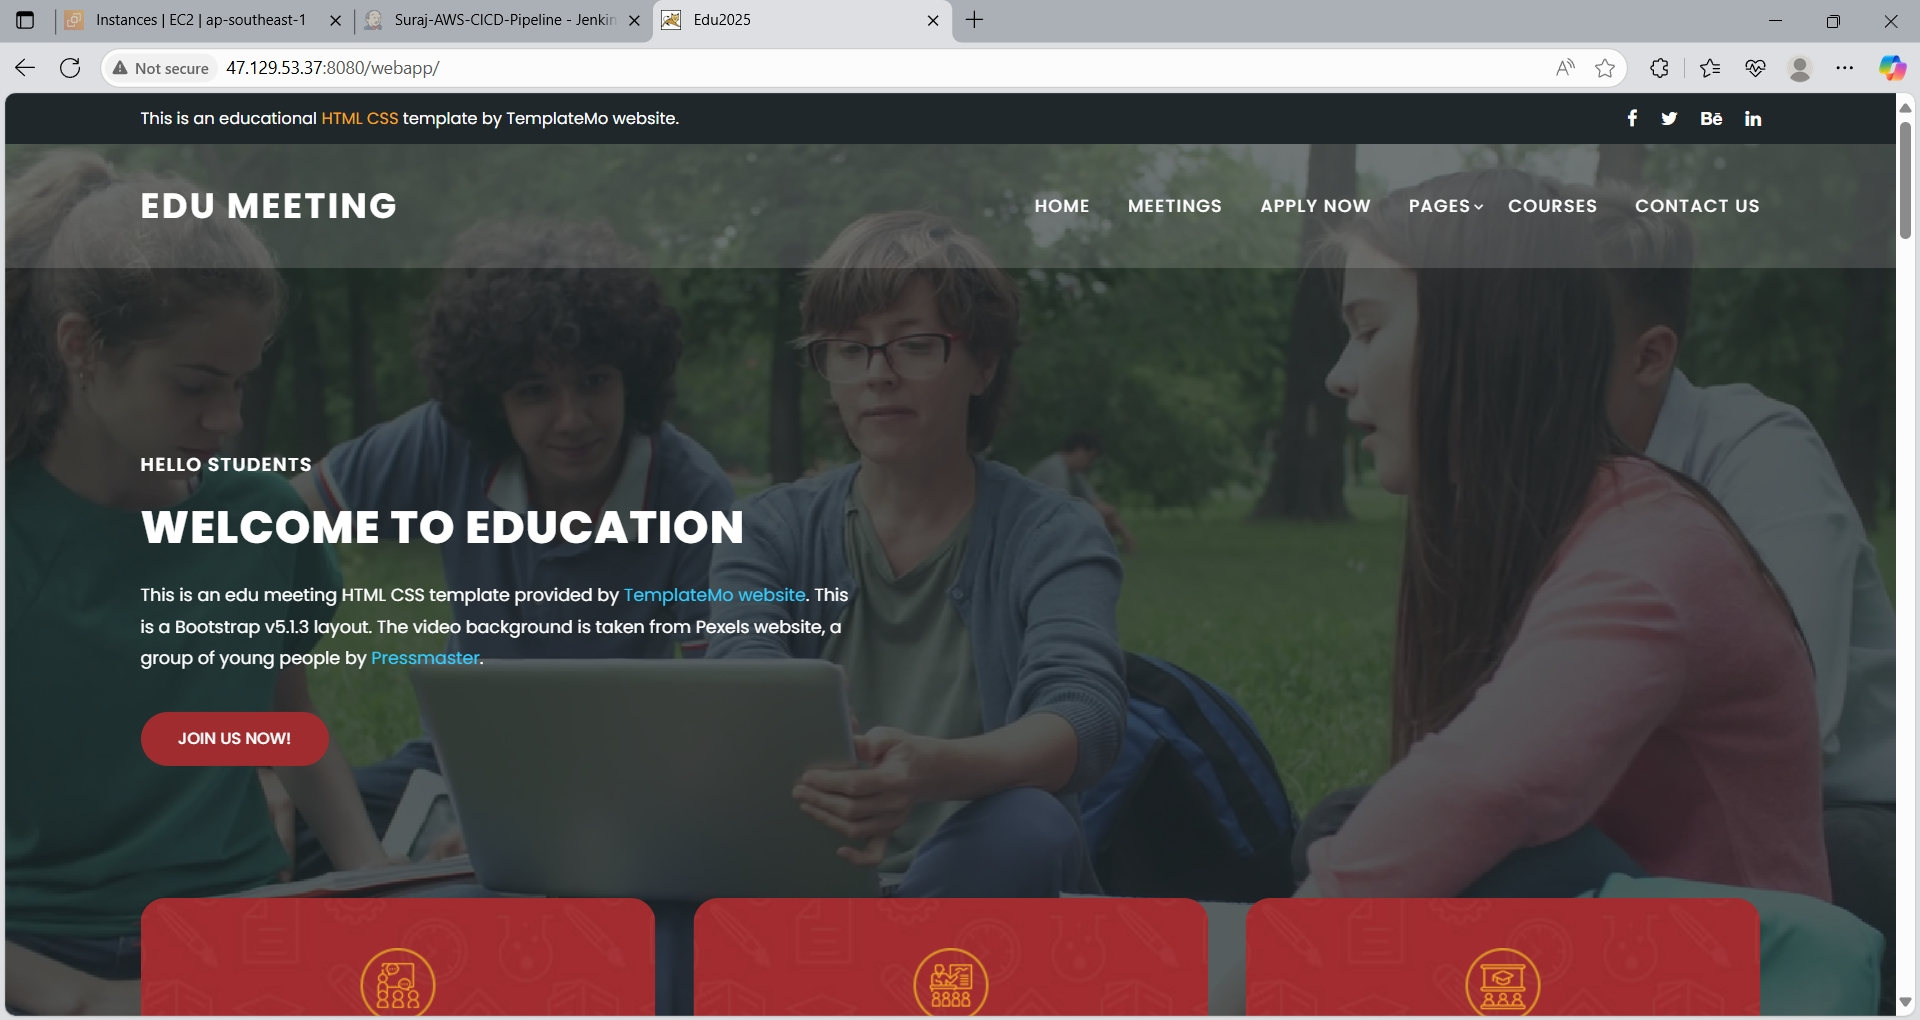 Instances | EC2 | ap-southeast-1
Suraj-AWS-CICD-Pipeline - Jenkin
Edu2025
Not secure
47.129.53.37:8080/webapp/
This is an educational HTML CSS template by TemplateMo website.
EDU MEETING
HOME
MEETINGS
APPLY NOW
PAGES
COURSES
CONTACT US
HELLO STUDENTS
WELCOME TO EDUCATION
This is an edu meeting HTML CSS template provided by TemplateMo website. This
is a Bootstrap v5.1.3 layout. The video background is taken from Pexels website, a
group of young people by Pressmaster.
JOIN US NOW!